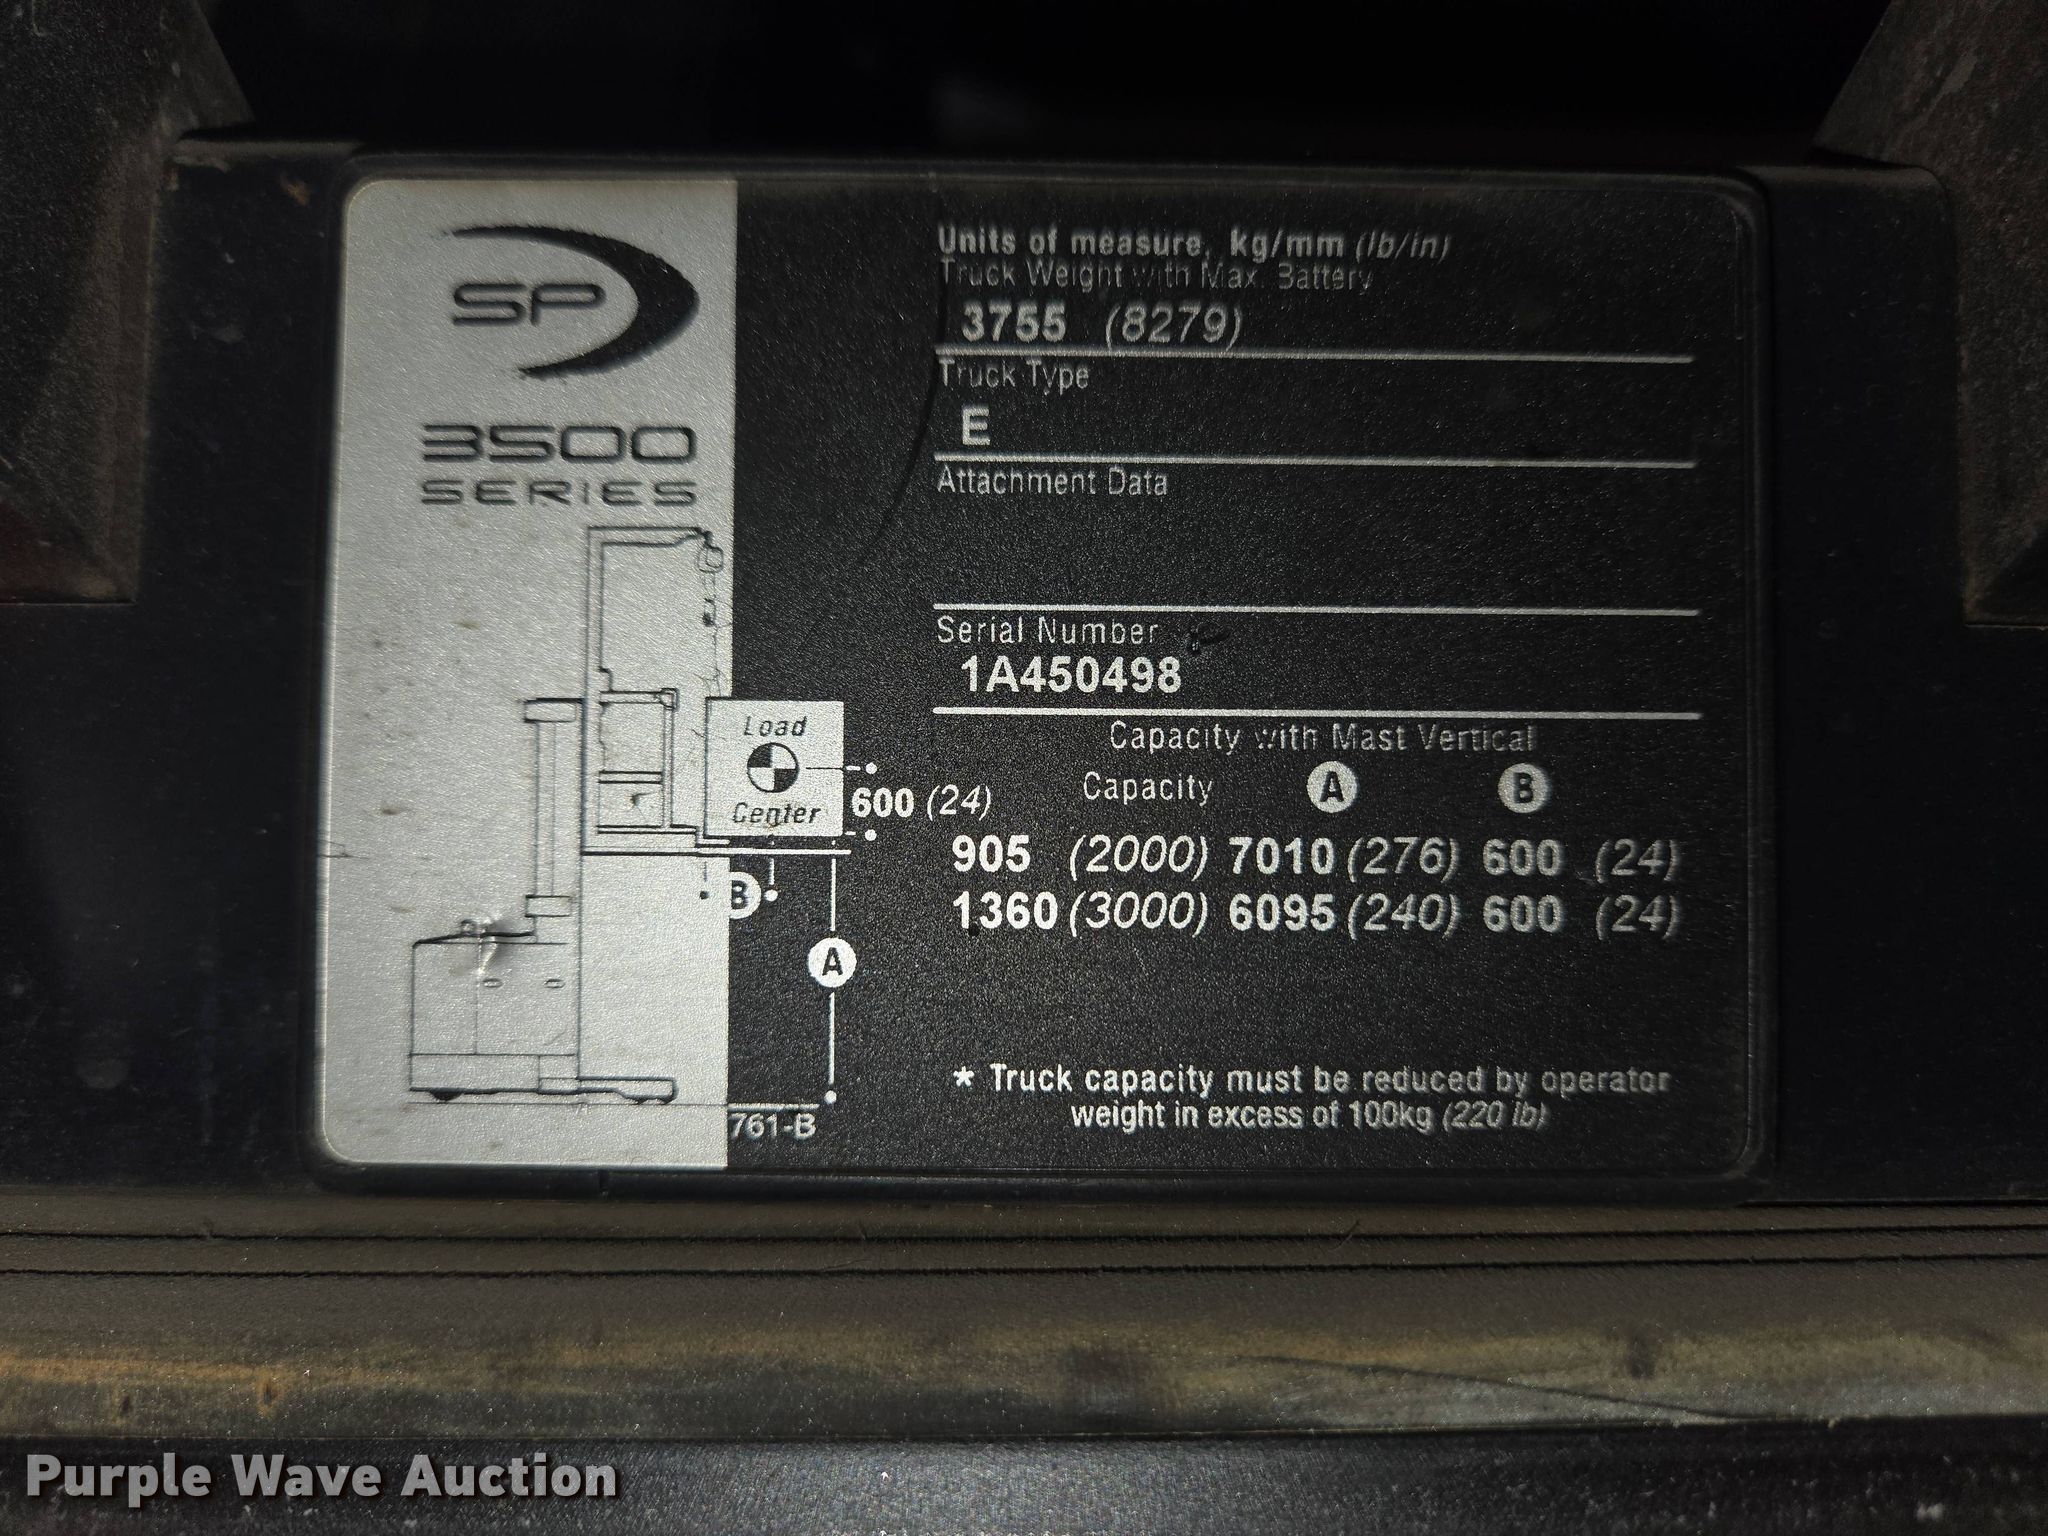 SP
3500
SERIES
Load
Center
600 (24)
B
A
761-B
Units of measure, kg/mm (lb/in)
Truck Weight with Max. Battery
3755 (8279)
Truck Type
E
Attachment Data
Serial Number
1A450498
Capacity with Mast Vertical
Capacity A B
905 (2000) 7010 (276) 600 (24)
1360 (3000) 6095 (240) 600 (24)
* Truck capacity must be reduced by operator
weight in excess of 100kg (220 lb)
Purple Wave Auction